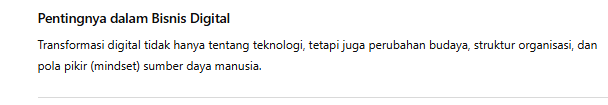 Pentingnya dalam Bisnis Digital
Transformasi digital tidak hanya tentang teknologi, tetapi juga perubahan budaya, struktur organisasi, dan
pola pikir (mindset) sumber daya manusia.